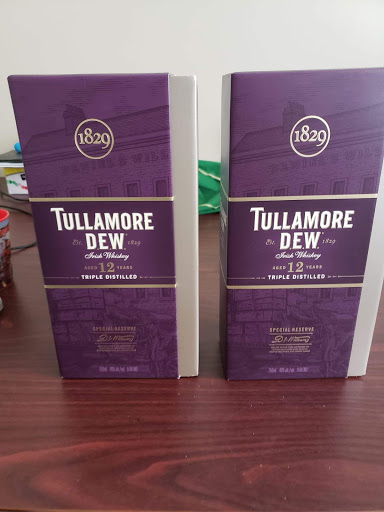 1829
TULLAMORE
DEW
Est. 1829
Irish Whiskey
AGED 12 YEARS
TRIPLE DISTILLED
SPECIAL RESERVE
1829
TULLAMORE
DEW
Est. 1829
Irish Whiskey
AGED 12 YEARS
TRIPLE DISTILLED
SPECIAL RESERVE